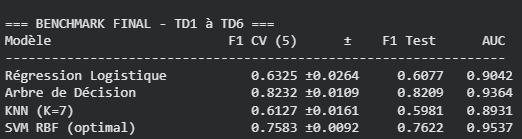 === BENCHMARK FINAL - TD1 à TD6 ===
Modèle F1 CV (5) ± F1 Test AUC
-----------------------------------------------------------------
Régression Logistique 0.6325 ±0.0264 0.6077 0.9042
Arbre de Décision 0.8232 ±0.0109 0.8209 0.9364
KNN (K=7) 0.6127 ±0.0161 0.5981 0.8931
SVM RBF (optimal) 0.7583 ±0.0092 0.7622 0.9537